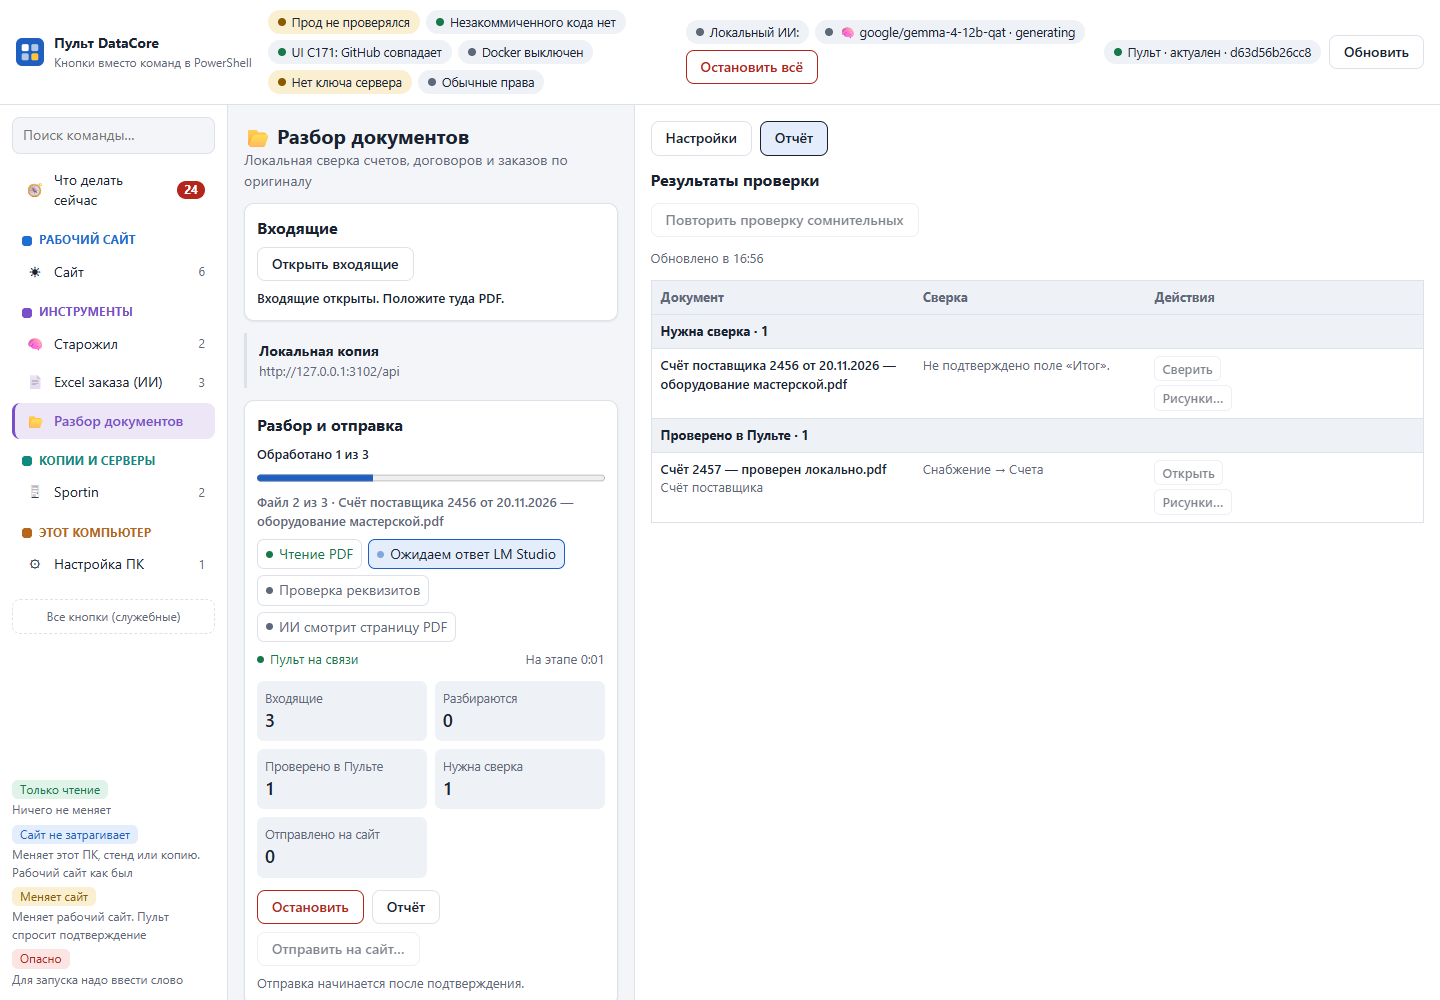 Пульт DataCore
Кнопки вместо команд в PowerShell
Прод не проверялся
Незакоммиченного кода нет
UI C171: GitHub совпадает
Docker выключен
Нет ключа сервера
Обычные права
Локальный ИИ:
google/gemma-4-12b-qat · generating
Остановить всё
Пульт · актуален · d63d56b26cc8
Обновить
Поиск команды...
Что делать
сейчас
24
РАБОЧИЙ САЙТ
Сайт 6
ИНСТРУМЕНТЫ
Старожил 2
Excel заказа (ИИ) 3
Разбор документов
КОПИИ И СЕРВЕРЫ
Sportin 2
ЭТОТ КОМПЬЮТЕР
Настройка ПК 1
Все кнопки (служебные)
Только чтение
Ничего не меняет
Сайт не затрагивает
Меняет этот ПК, стенд или копию.
Рабочий сайт как был
Меняет сайт
Меняет рабочий сайт. Пульт
спросит подтверждение
Опасно
Для запуска надо ввести слово
Разбор документов
Локальная сверка счетов, договоров и заказов по
оригиналу
Входящие
Открыть входящие
Входящие открыты. Положите туда PDF.
Локальная копия
http://127.0.0.1:3102/api
Разбор и отправка
Обработано 1 из 3
Файл 2 из 3 · Счёт поставщика 2456 от 20.11.2026 —
оборудование мастерской.pdf
Чтение PDF
Ожидаем ответ LM Studio
Проверка реквизитов
ИИ смотрит страницу PDF
Пульт на связи
На этапе 0:01
Входящие
3
Разбираются
0
Проверено в Пульте
1
Нужна сверка
1
Отправлено на сайт
0
Остановить
Отчёт
Отправить на сайт...
Отправка начинается после подтверждения.
Настройки
Отчёт
Результаты проверки
Повторить проверку сомнительных
Обновлено в 16:56
Документ Сверка Действия
Нужна сверка · 1
Счёт поставщика 2456 от 20.11.2026 —
оборудование мастерской.pdf
Не подтверждено поле «Итог».
Сверить
Рисунки...
Проверено в Пульте · 1
Счёт 2457 — проверен локально.pdf
Счёт поставщика
Снабжение → Счета
Открыть
Рисунки...